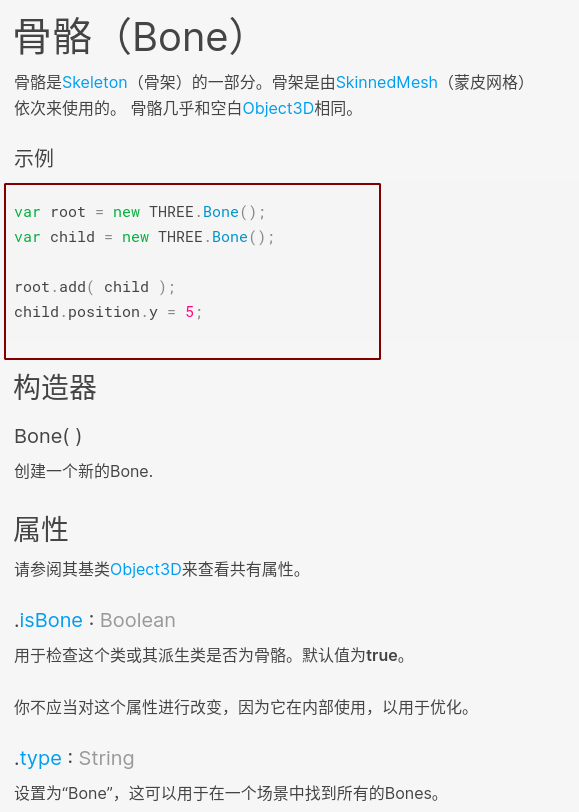 骨骼（Bone）
骨骼是Skeleton（骨架）的一部分。骨架是由SkinnedMesh（蒙皮网格）
依次来使用的。 骨骼几乎和空白Object3D相同。
示例
var root = new THREE.Bone();
var child = new THREE.Bone();
root.add( child );
child.position.y = 5;
构造器
Bone( )
创建一个新的Bone.
属性
请参阅其基类Object3D来查看共有属性。
.isBone : Boolean
用于检查这个类或其派生类是否为骨骼。默认值为true。
你不应当对这个属性进行改变，因为它在内部使用，以用于优化。
.type : String
设置为“Bone”，这可以用于在一个场景中找到所有的Bones。